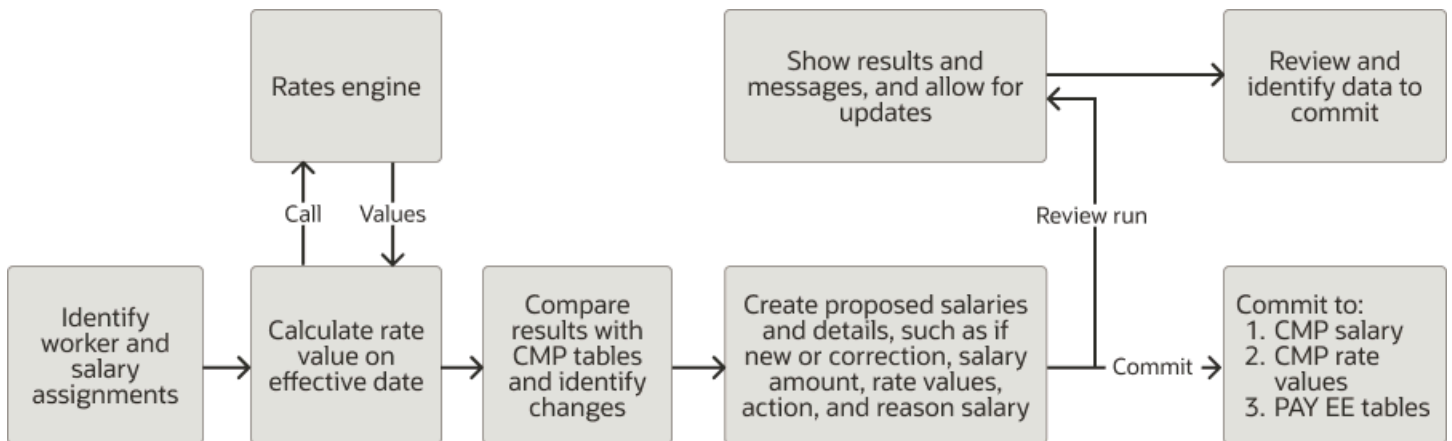 Rates engine
Show results and
messages, and allow for
updates
Review and
identify data to
commit
Call
Values
Review run
Identify
worker and
salary
assignments
Calculate rate
value on
effective date
Compare
results with
CMP tables
and identify
changes
Create proposed salaries
and details, such as if
new or correction, salary
amount, rate values,
action, and reason salary
Commit
Commit to:
1. CMP salary
2. CMP rate
values
3. PAY EE tables